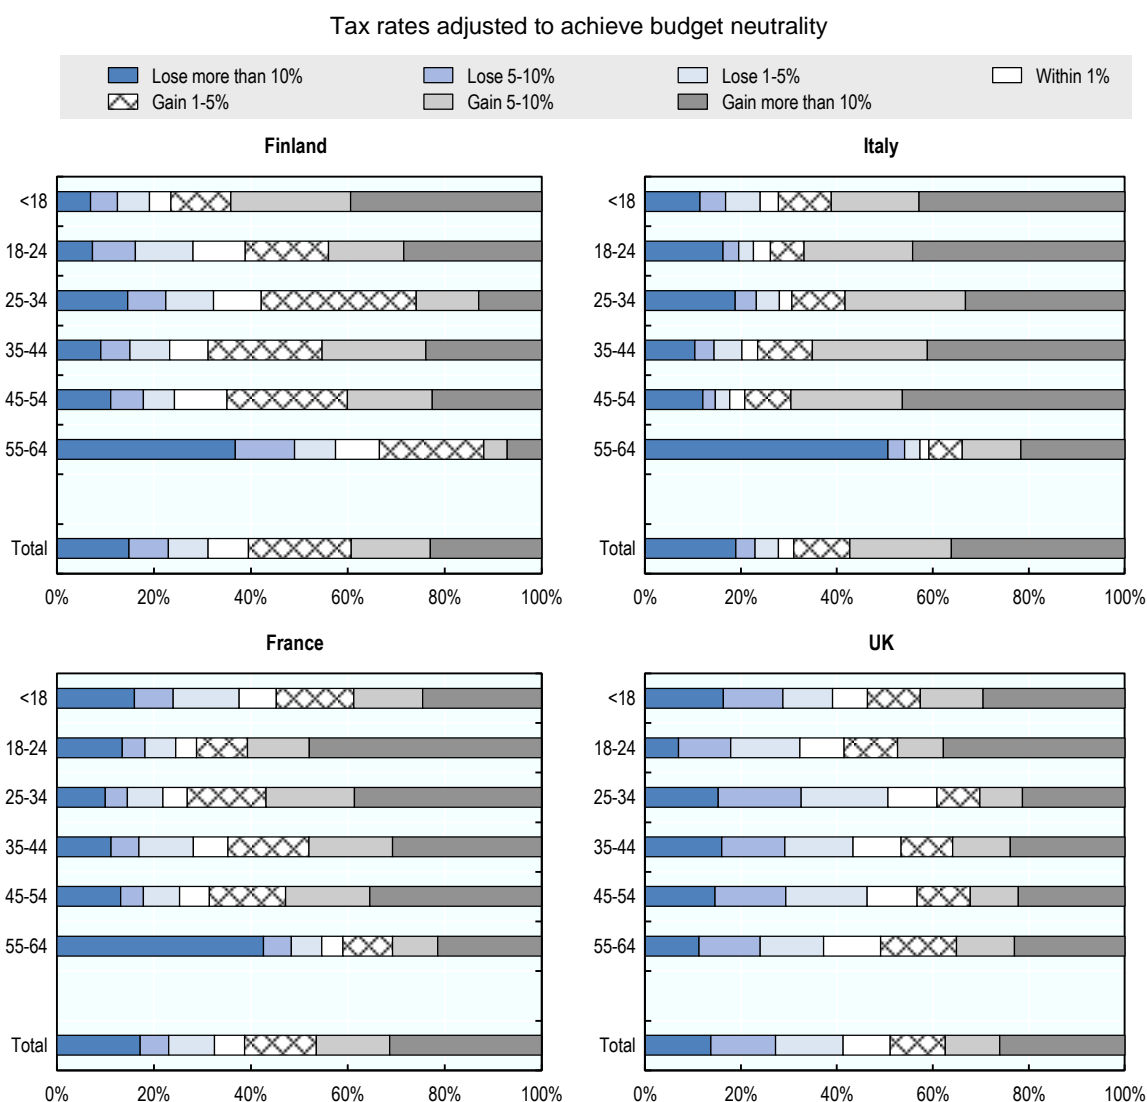 Tax rates adjusted to achieve budget neutrality
Lose more than 10% Lose 5-10% Lose 1-5% Within 1%
Gain 1-5% Gain 5-10% Gain more than 10%
Finland Italy
<18 <18
18-24 18-24
25-34 25-34
35-44 35-44
45-54 45-54
55-64 55-64
Total Total
0% 20% 40% 60% 80% 100% 0% 20% 40% 60% 80% 100%
France UK
<18 <18
18-24 18-24
25-34 25-34
35-44 35-44
45-54 45-54
55-64 55-64
Total Total
0% 20% 40% 60% 80% 100% 0% 20% 40% 60% 80% 100%